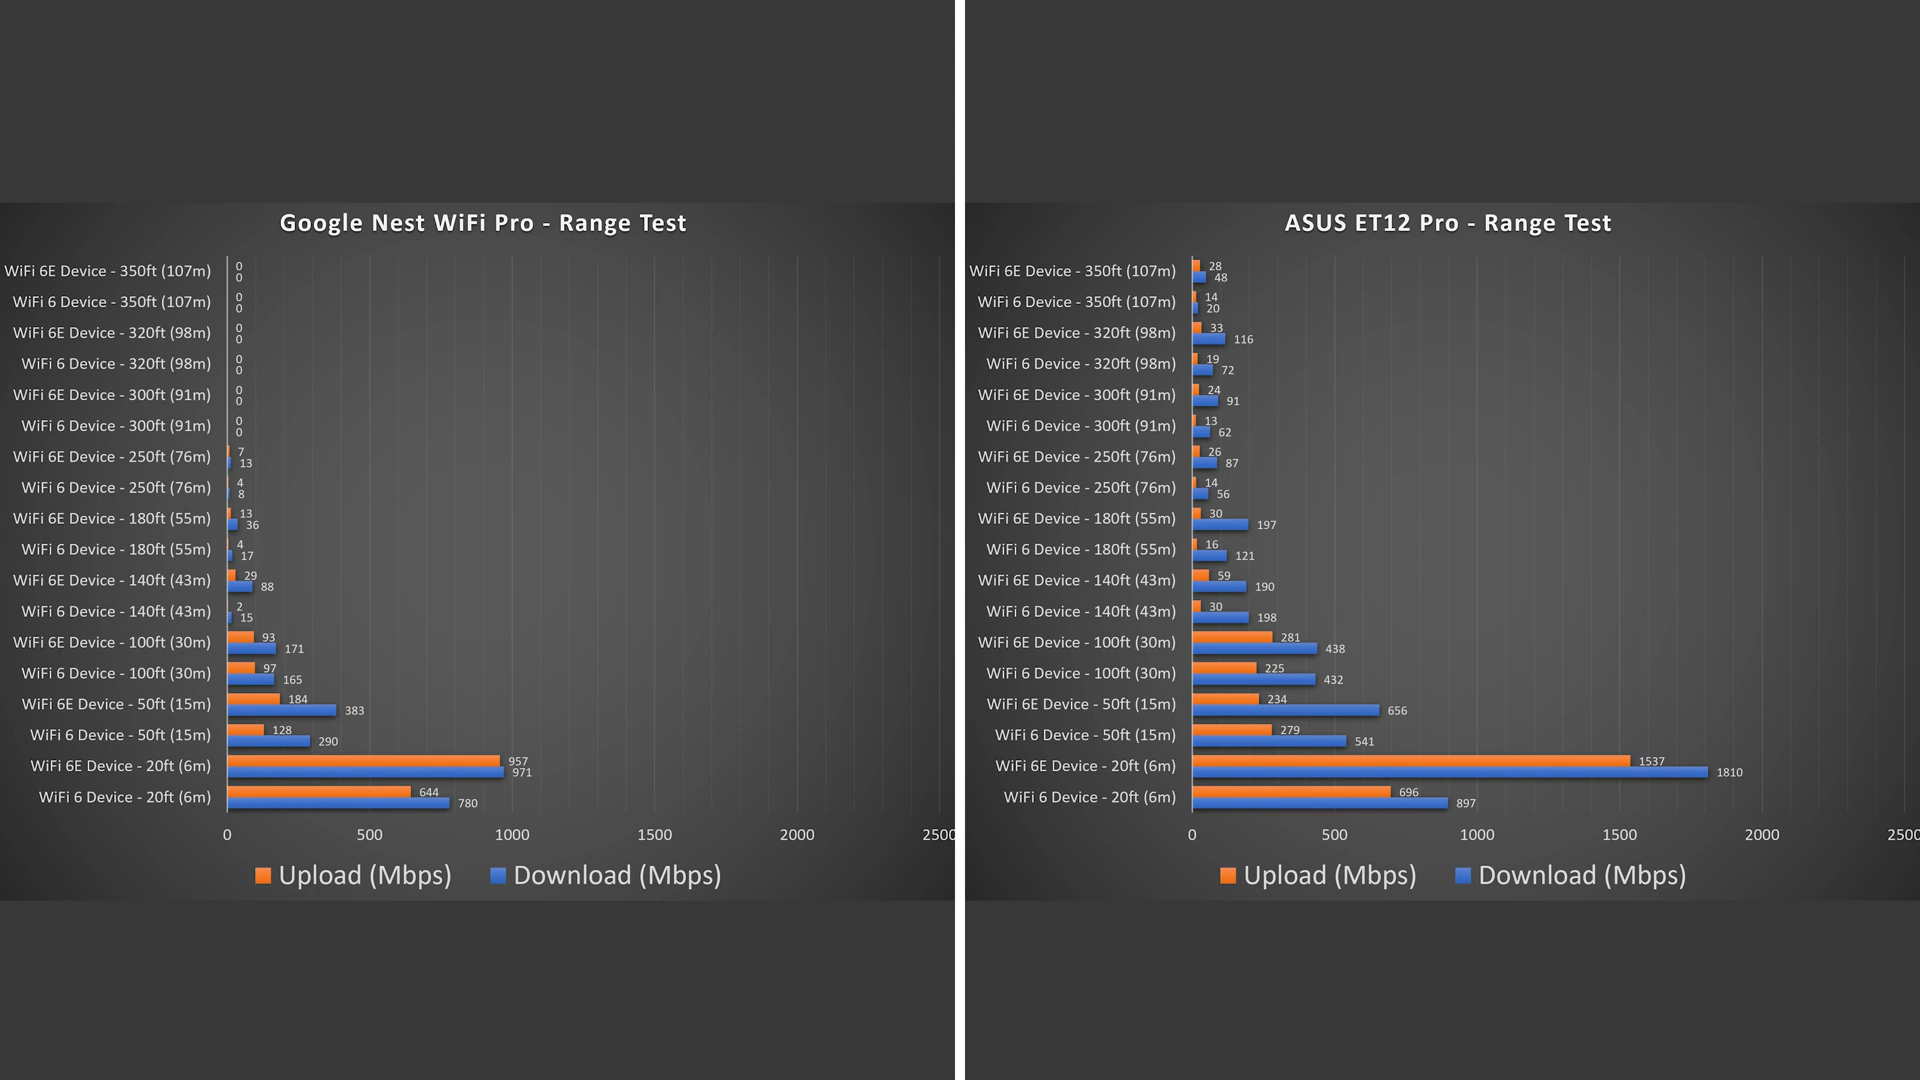 Google Nest WiFi Pro - Range Test
WiFi 6E Device - 350ft (107m) 0 0
WiFi 6 Device - 350ft (107m) 0 0
WiFi 6E Device - 320ft (98m) 0 0
WiFi 6 Device - 320ft (98m) 0 0
WiFi 6E Device - 300ft (91m) 0 0
WiFi 6 Device - 300ft (91m) 0 0
WiFi 6E Device - 250ft (76m) 7 13
WiFi 6 Device - 250ft (76m) 4 8
WiFi 6E Device - 180ft (55m) 13 36
WiFi 6 Device - 180ft (55m) 4 17
WiFi 6E Device - 140ft (43m) 29 88
WiFi 6 Device - 140ft (43m) 2 15
WiFi 6E Device - 100ft (30m) 93 171
WiFi 6 Device - 100ft (30m) 97 165
WiFi 6E Device - 50ft (15m) 184 383
WiFi 6 Device - 50ft (15m) 128 290
WiFi 6E Device - 20ft (6m) 957 971
WiFi 6 Device - 20ft (6m) 644 780
0 500 1000 1500 2000 2500
Upload (Mbps) Download (Mbps)
ASUS ET12 Pro - Range Test
WiFi 6E Device - 350ft (107m) 28 48
WiFi 6 Device - 350ft (107m) 14 20
WiFi 6E Device - 320ft (98m) 33 116
WiFi 6 Device - 320ft (98m) 19 72
WiFi 6E Device - 300ft (91m) 24 91
WiFi 6 Device - 300ft (91m) 13 62
WiFi 6E Device - 250ft (76m) 26 87
WiFi 6 Device - 250ft (76m) 14 56
WiFi 6E Device - 180ft (55m) 30 197
WiFi 6 Device - 180ft (55m) 16 121
WiFi 6E Device - 140ft (43m) 59 190
WiFi 6 Device - 140ft (43m) 30 198
WiFi 6E Device - 100ft (30m) 281 438
WiFi 6 Device - 100ft (30m) 225 432
WiFi 6E Device - 50ft (15m) 234 656
WiFi 6 Device - 50ft (15m) 279 541
WiFi 6E Device - 20ft (6m) 1537 1810
WiFi 6 Device - 20ft (6m) 696 897
0 500 1000 1500 2000 2500
Upload (Mbps) Download (Mbps)